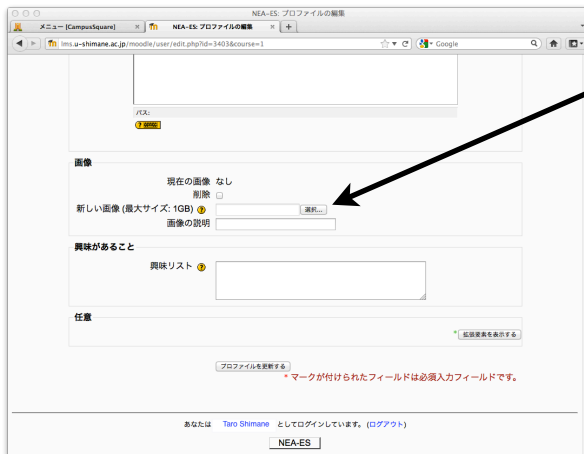 NEA-ES: プロファイルの編集
メニュー [CampusSquare]
NEA-ES: プロファイルの編集
lms.u-shimane.ac.jp/moodle/user/edit.php?id=3403&course=1
Google
パス:
画像
現在の画像 なし
削除
新しい画像 (最大サイズ: 1GB)
選択...
画像の説明
興味があること
興味リスト
任意
* 拡張要素を表示する
プロファイルを更新する
* マークが付けられたフィールドは必須入力フィールドです。
あなたは Taro Shimane としてログインしています。 (ログアウト)
NEA-ES